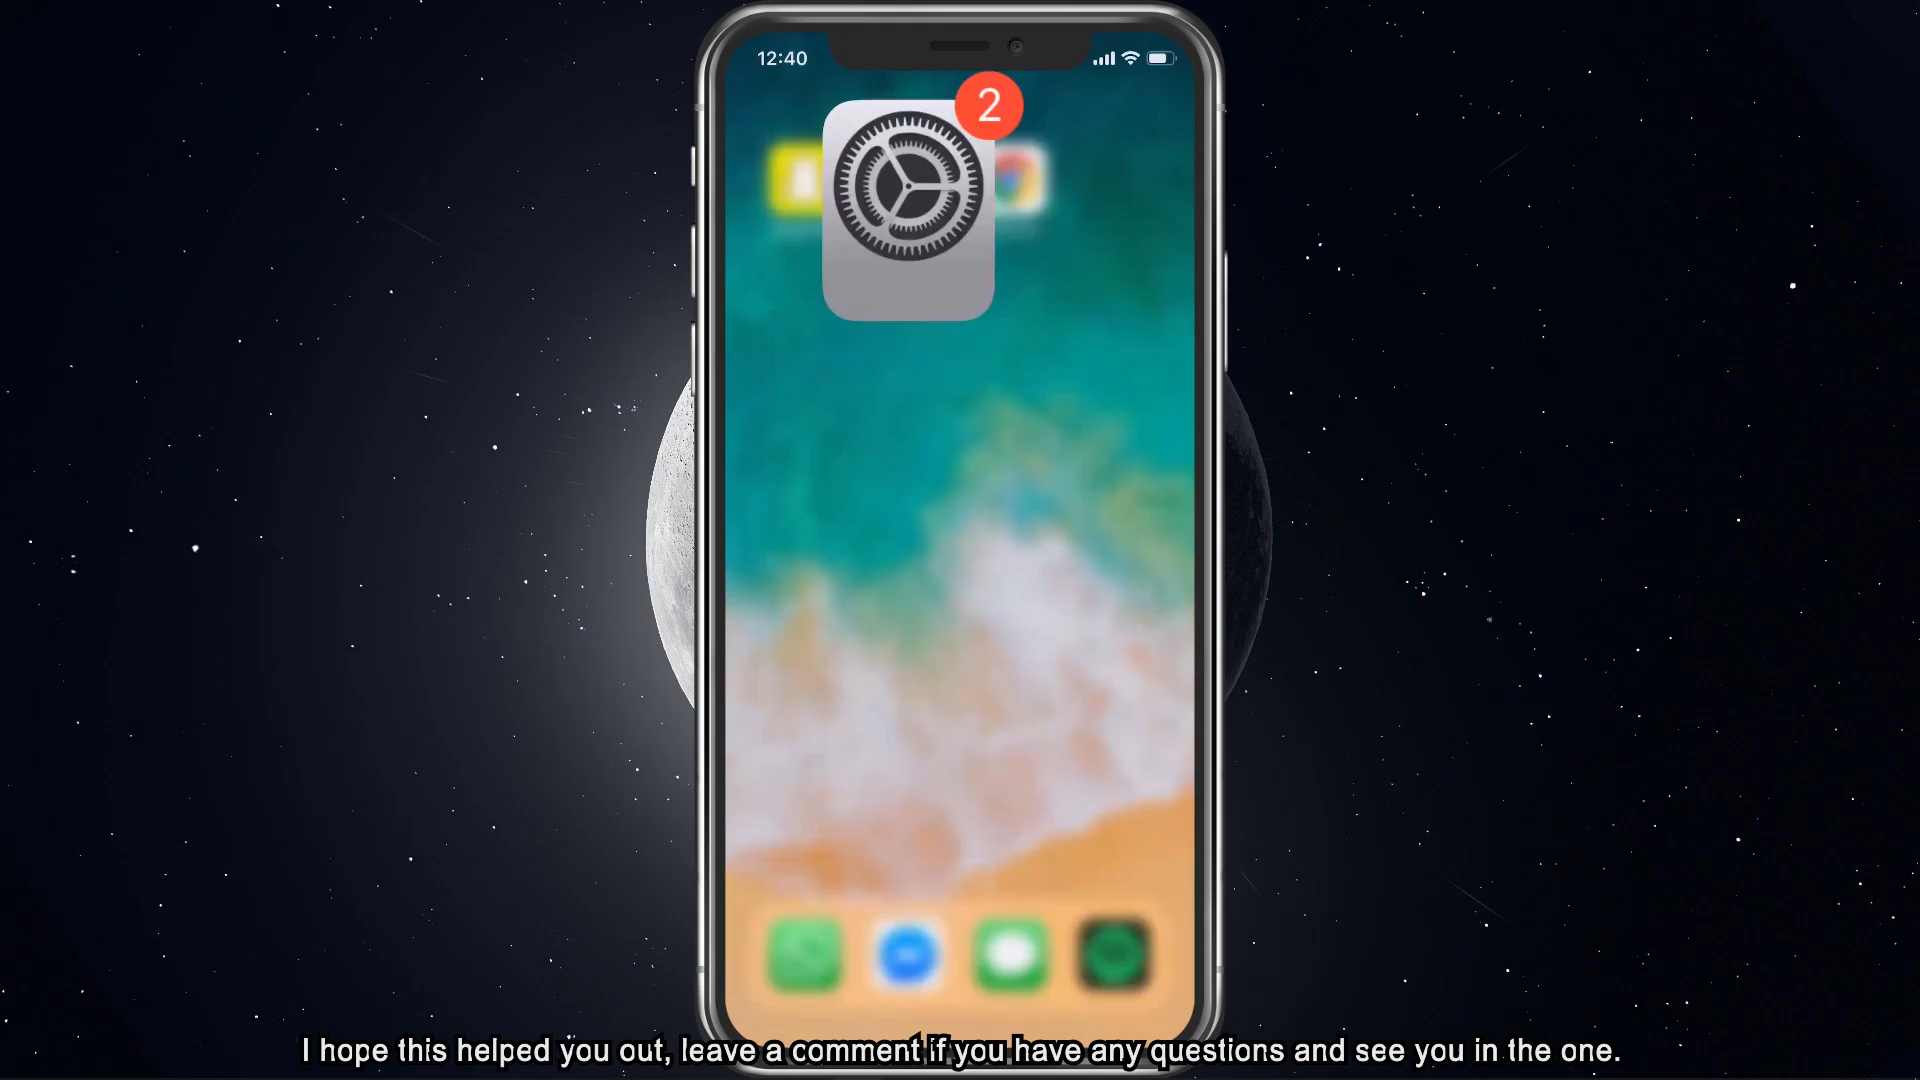 12:40
2
I hope this helped you out, leave a comment if you have any questions and see you in the one.